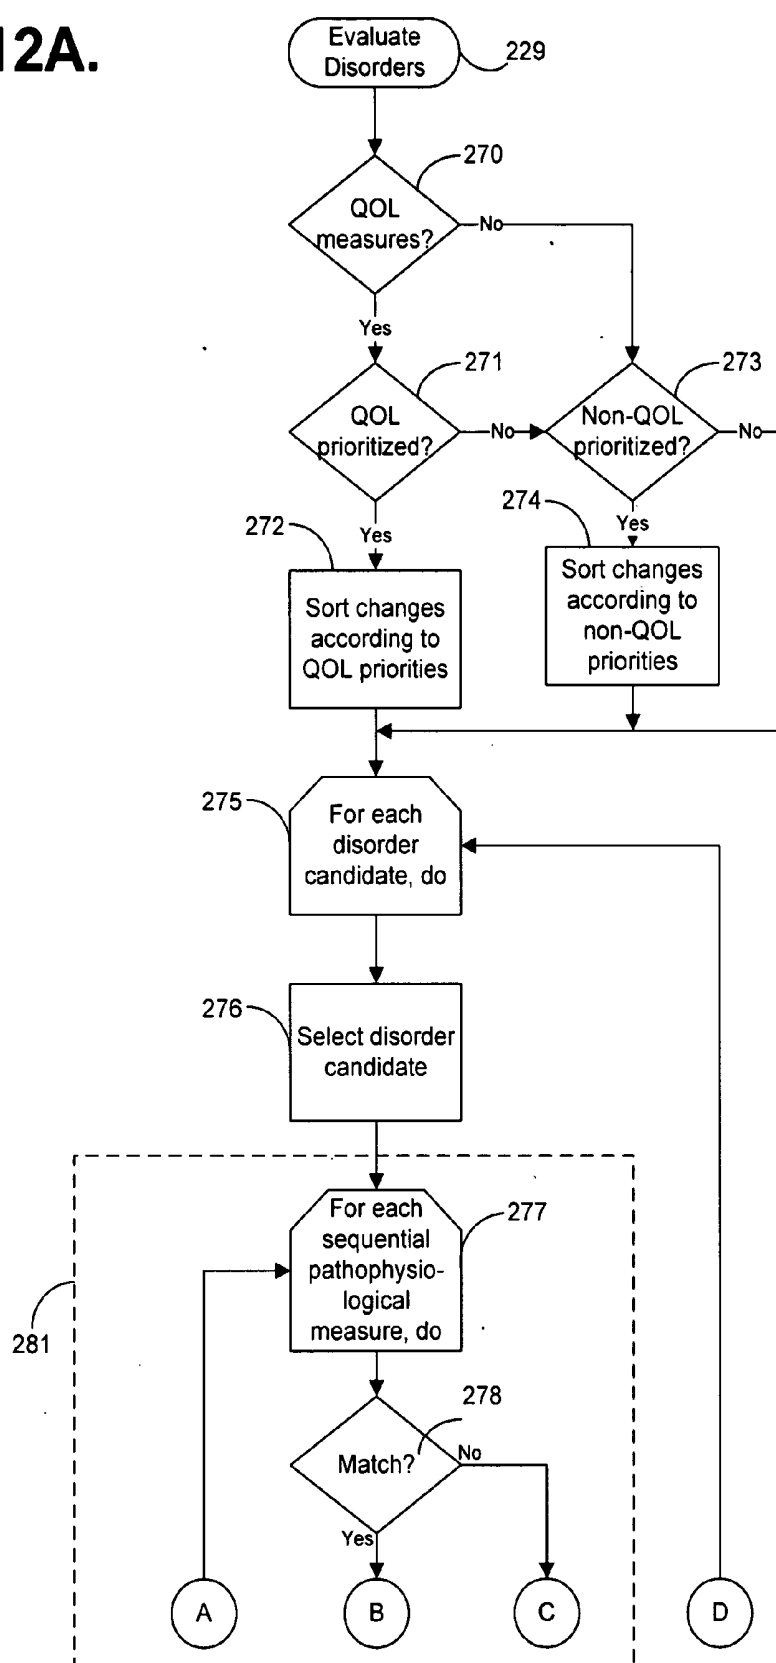 12A.
Evaluate
Disorders
229
270
QOL
measures?
No
Yes
271
273
QOL
prioritized?
No
Non-QOL
prioritized?
No
Yes
274
Yes
272
Sort changes
according to
QOL priorities
Sort changes
according to
non-QOL
priorities
275
For each
disorder
candidate, do
276
Select disorder
candidate
277
For each
sequential
pathophysio-
logical
measure, do
281
278
Match?
No
Yes
A
B
C
D